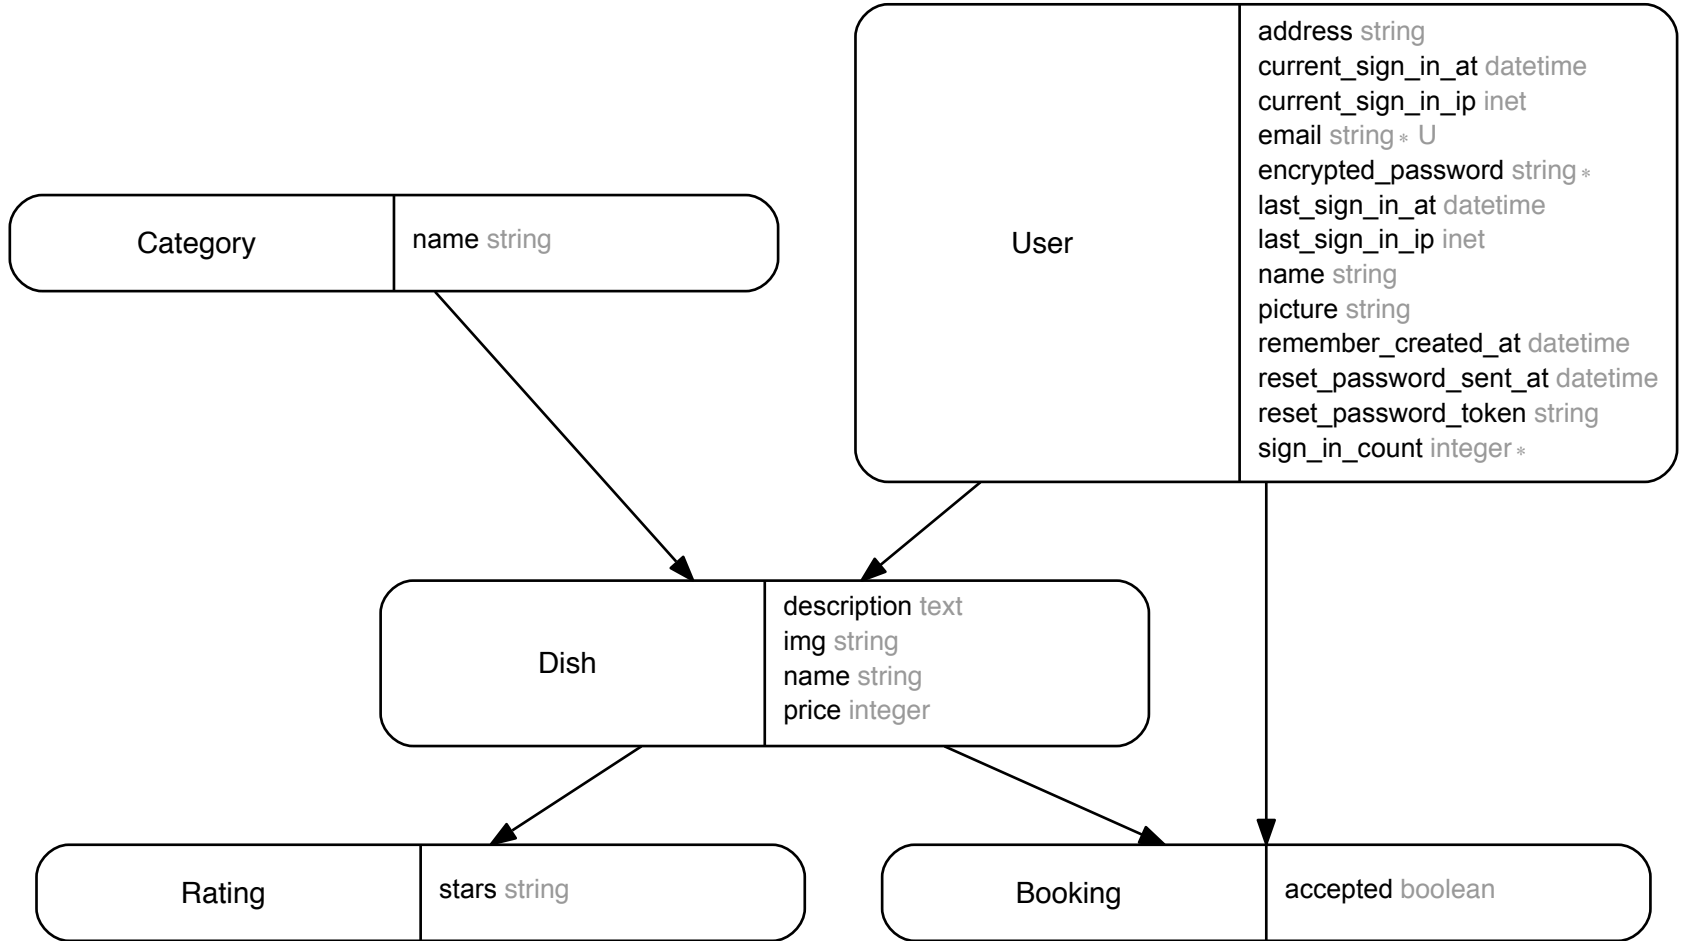 Category
name string
User
address string
current_sign_in_at datetime
current_sign_in_ip inet
email string * U
encrypted_password string *
last_sign_in_at datetime
last_sign_in_ip inet
name string
picture string
remember_created_at datetime
reset_password_sent_at datetime
reset_password_token string
sign_in_count integer *
Dish
description text
img string
name string
price integer
Rating
stars string
Booking
accepted boolean